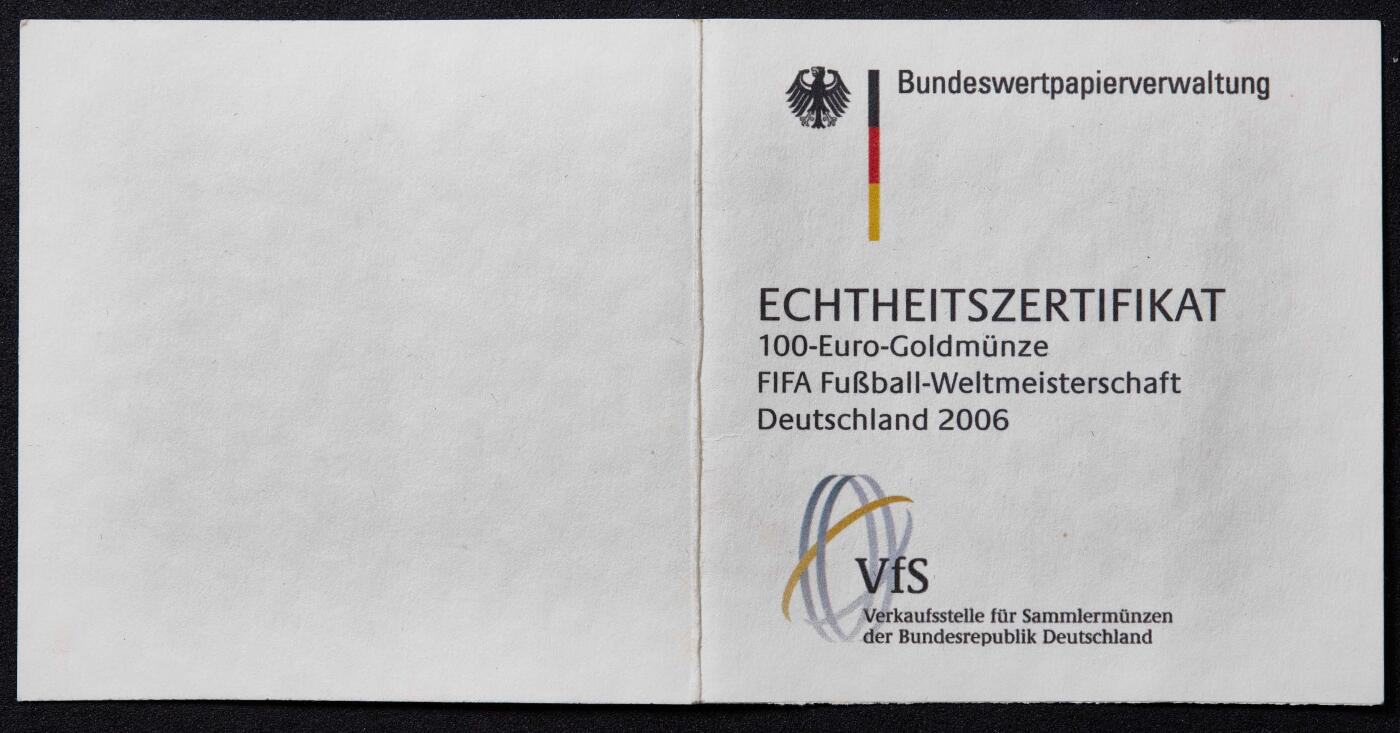 Bundeswertpapierverwaltung
ECHTHEITSZERTIFIKAT
100-Euro-Goldmünze
FIFA Fußball-Weltmeisterschaft
Deutschland 2006
VfS
Verkaufsstelle für Sammlermünzen
der Bundesrepublik Deutschland